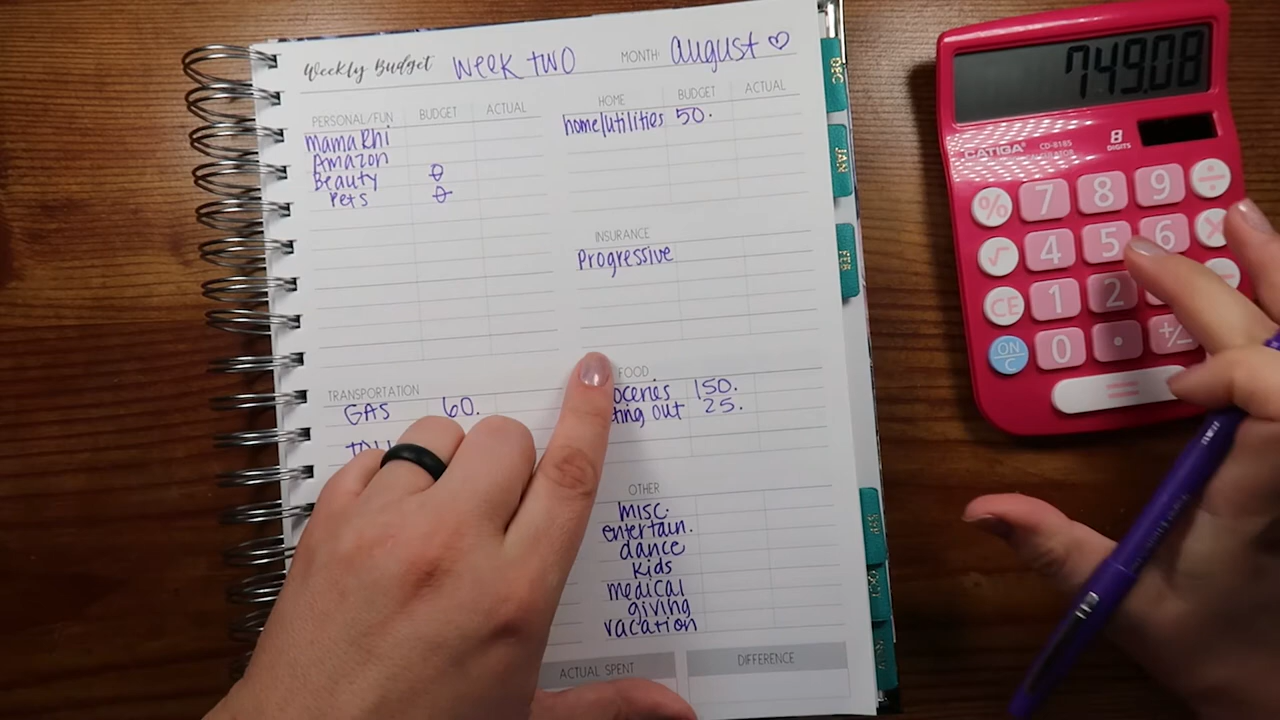 Weekly Budget week two MONTH: august ♡
PERSONAL/FUN BUDGET ACTUAL
Mama Rhi
Amazon
Beauty 0
Pets 0
HOME BUDGET ACTUAL
home/utilities 50.
INSURANCE
Progressive
TRANSPORTATION
GAS 60.
FOOD
oceries 150.
ting out 25.
OTHER
misc.
entertain.
dance
kids
medical
giving
vacation
ACTUAL SPENT DIFFERENCE
DEC
JAN
FEB
749.08
CATIGA CD-8185
8
DIGITS
% 7 8 9 ÷
√ 4 5 6 X
CE 1 2 −
ON/C 0 . +/-
=